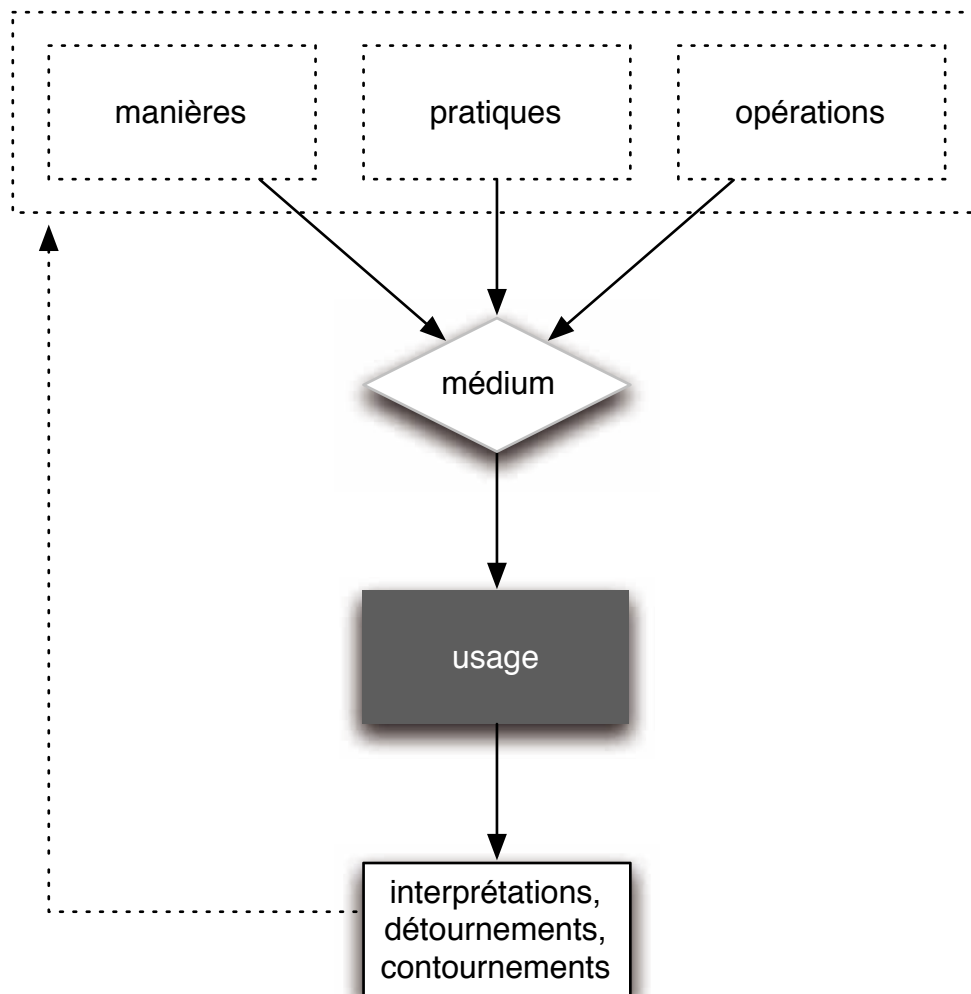 manières
pratiques
opérations
médium
usage
interprétations,
détournements,
contournements